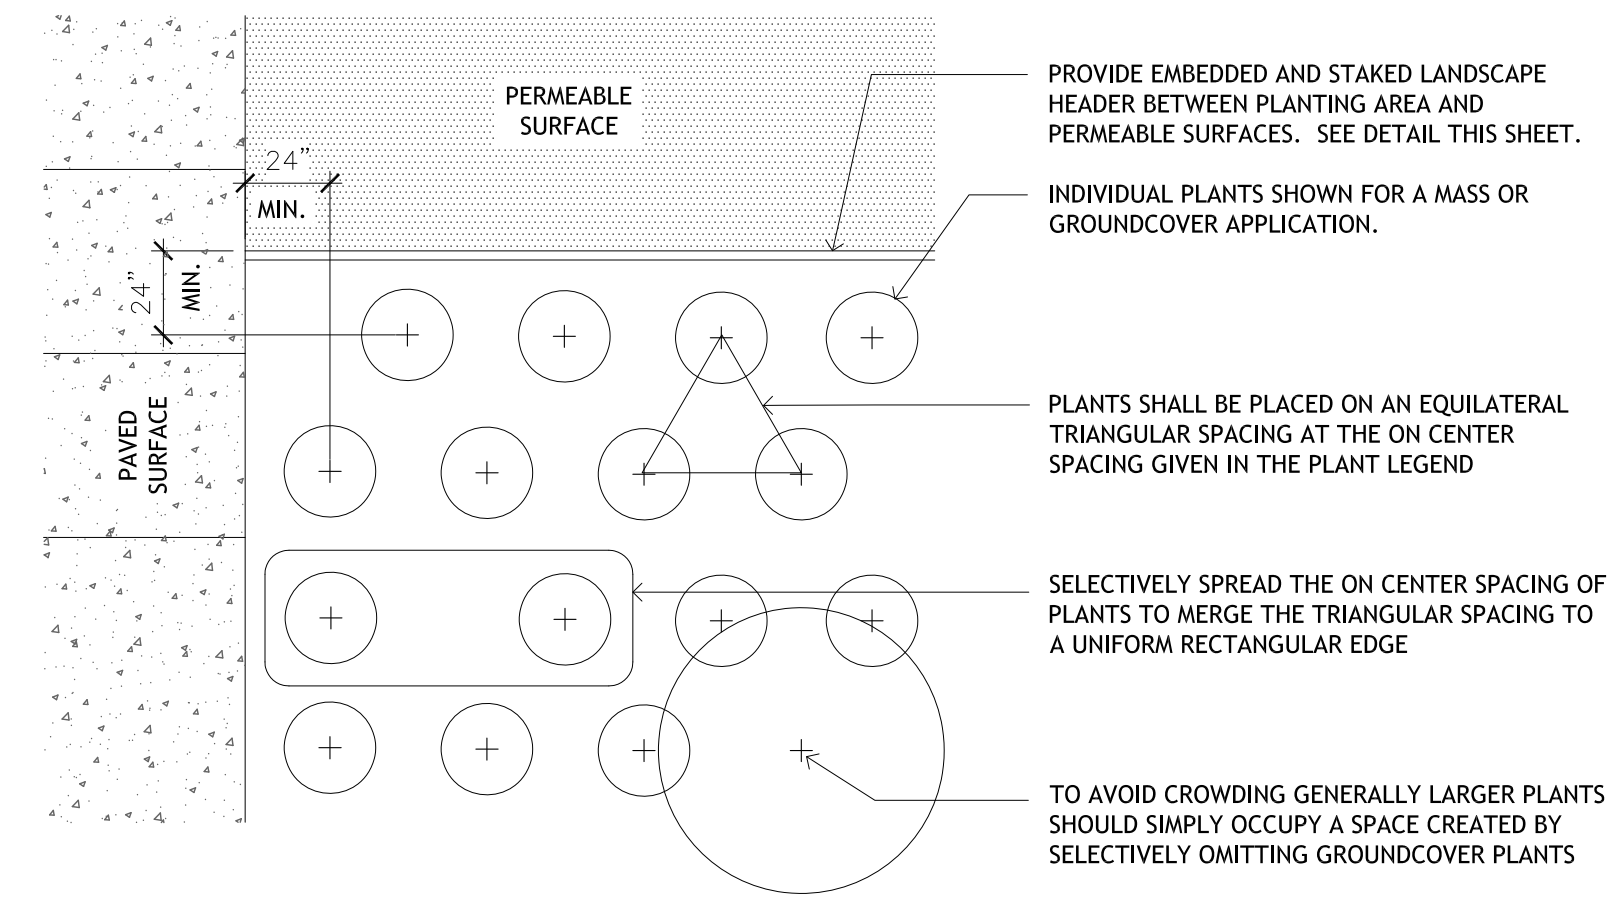 PERMEABLE
SURFACE
24"
MIN.
24"
MIN.
PAVED
SURFACE
PROVIDE EMBEDDED AND STAKED LANDSCAPE
HEADER BETWEEN PLANTING AREA AND
PERMEABLE SURFACES. SEE DETAIL THIS SHEET.
INDIVIDUAL PLANTS SHOWN FOR A MASS OR
GROUNDCOVER APPLICATION.
PLANTS SHALL BE PLACED ON AN EQUILATERAL
TRIANGULAR SPACING AT THE ON CENTER
SPACING GIVEN IN THE PLANT LEGEND
SELECTIVELY SPREAD THE ON CENTER SPACING OF
PLANTS TO MERGE THE TRIANGULAR SPACING TO
A UNIFORM RECTANGULAR EDGE
TO AVOID CROWDING GENERALLY LARGER PLANTS
SHOULD SIMPLY OCCUPY A SPACE CREATED BY
SELECTIVELY OMITTING GROUNDCOVER PLANTS